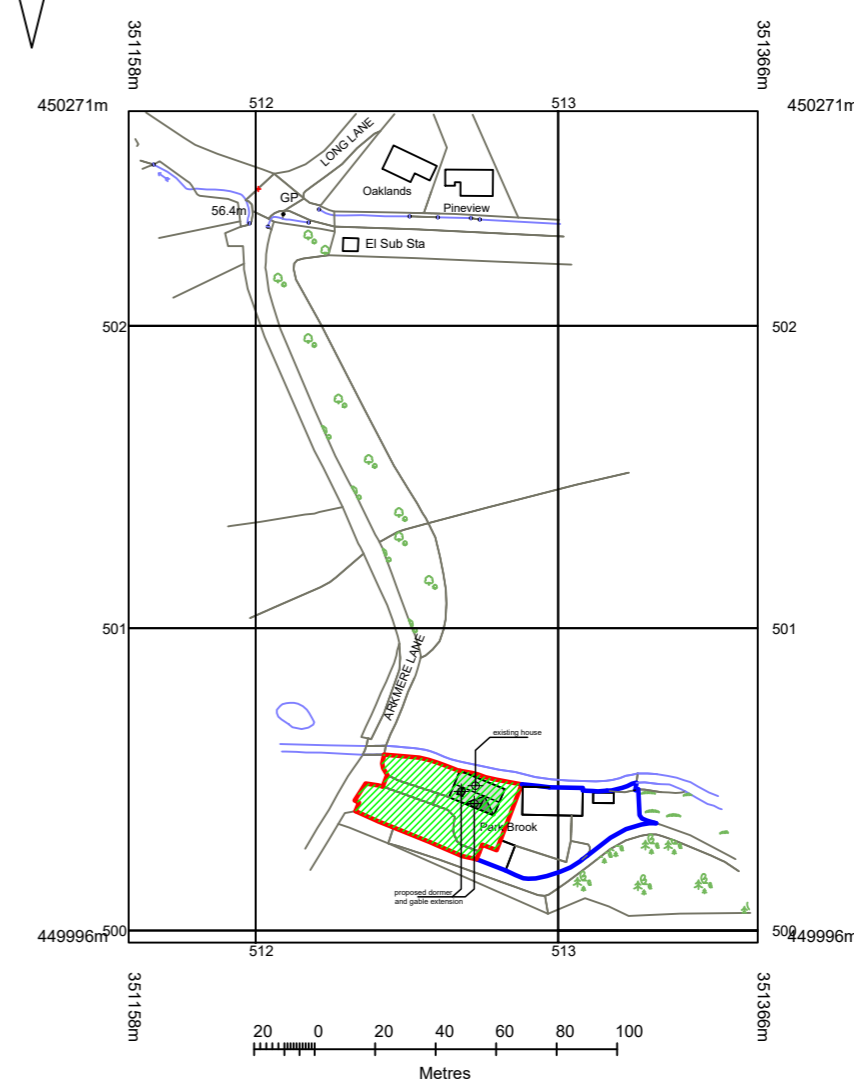 351158m
351366m
450271m
450271m
512
513
LONG LANE
Oaklands
GP
Pineview
56.4m
El Sub Sta
502
502
501
501
ARKMERE LANE
existing house
Park Brook
proposed dormer
and gable extension
500
500
449996m
449996m
512
513
351158m
351366m
20 0 20 40 60 80 100
Metres